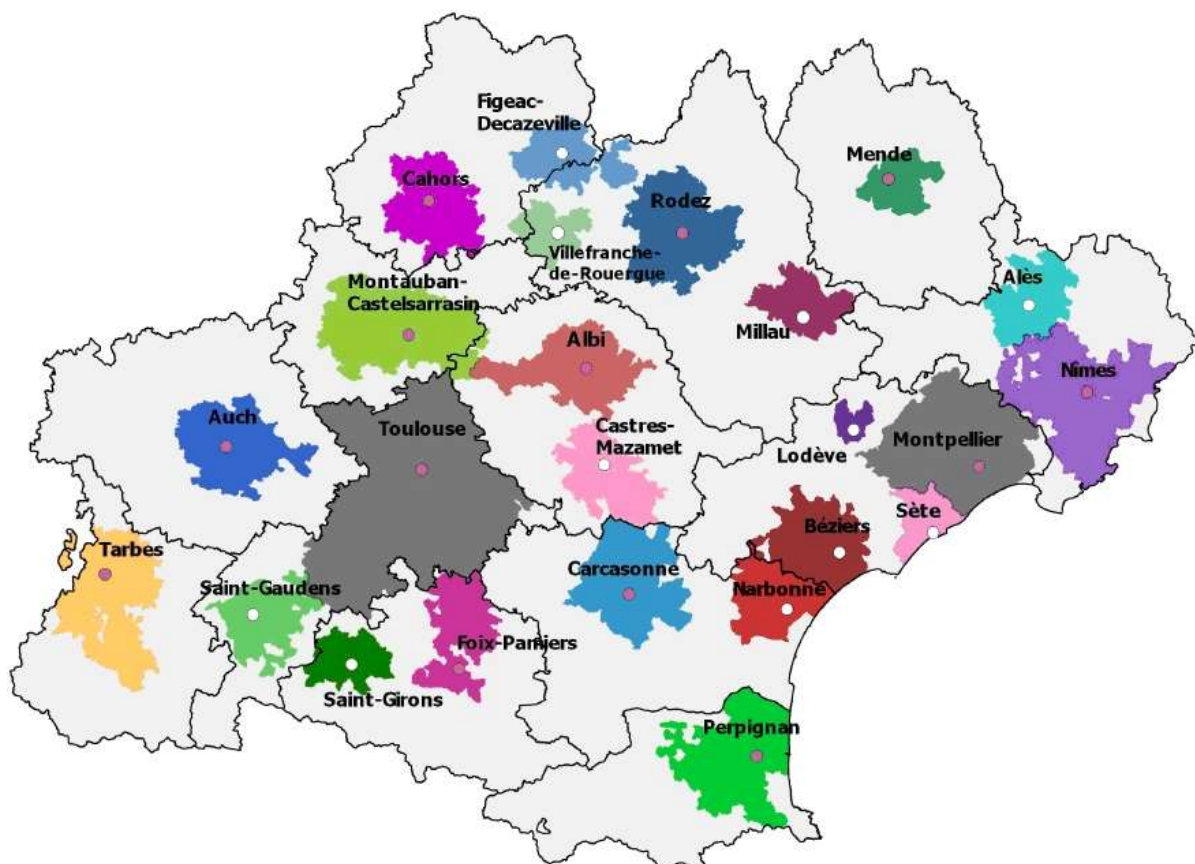 Figeac-
Decazeville
Mende
Cahors
Rodez
Villefranche-
de-Rouergue
Alès
Montauban-
Castelsarrasin
Millau
Albi
Nîmes
Auch
Toulouse
Castres-
Mazamet
Montpellier
Lodève
Sète
Béziers
Tarbes
Carcasonne
Saint-Gaudens
Narbonne
Foix-Pamiers
Saint-Girons
Perpignan